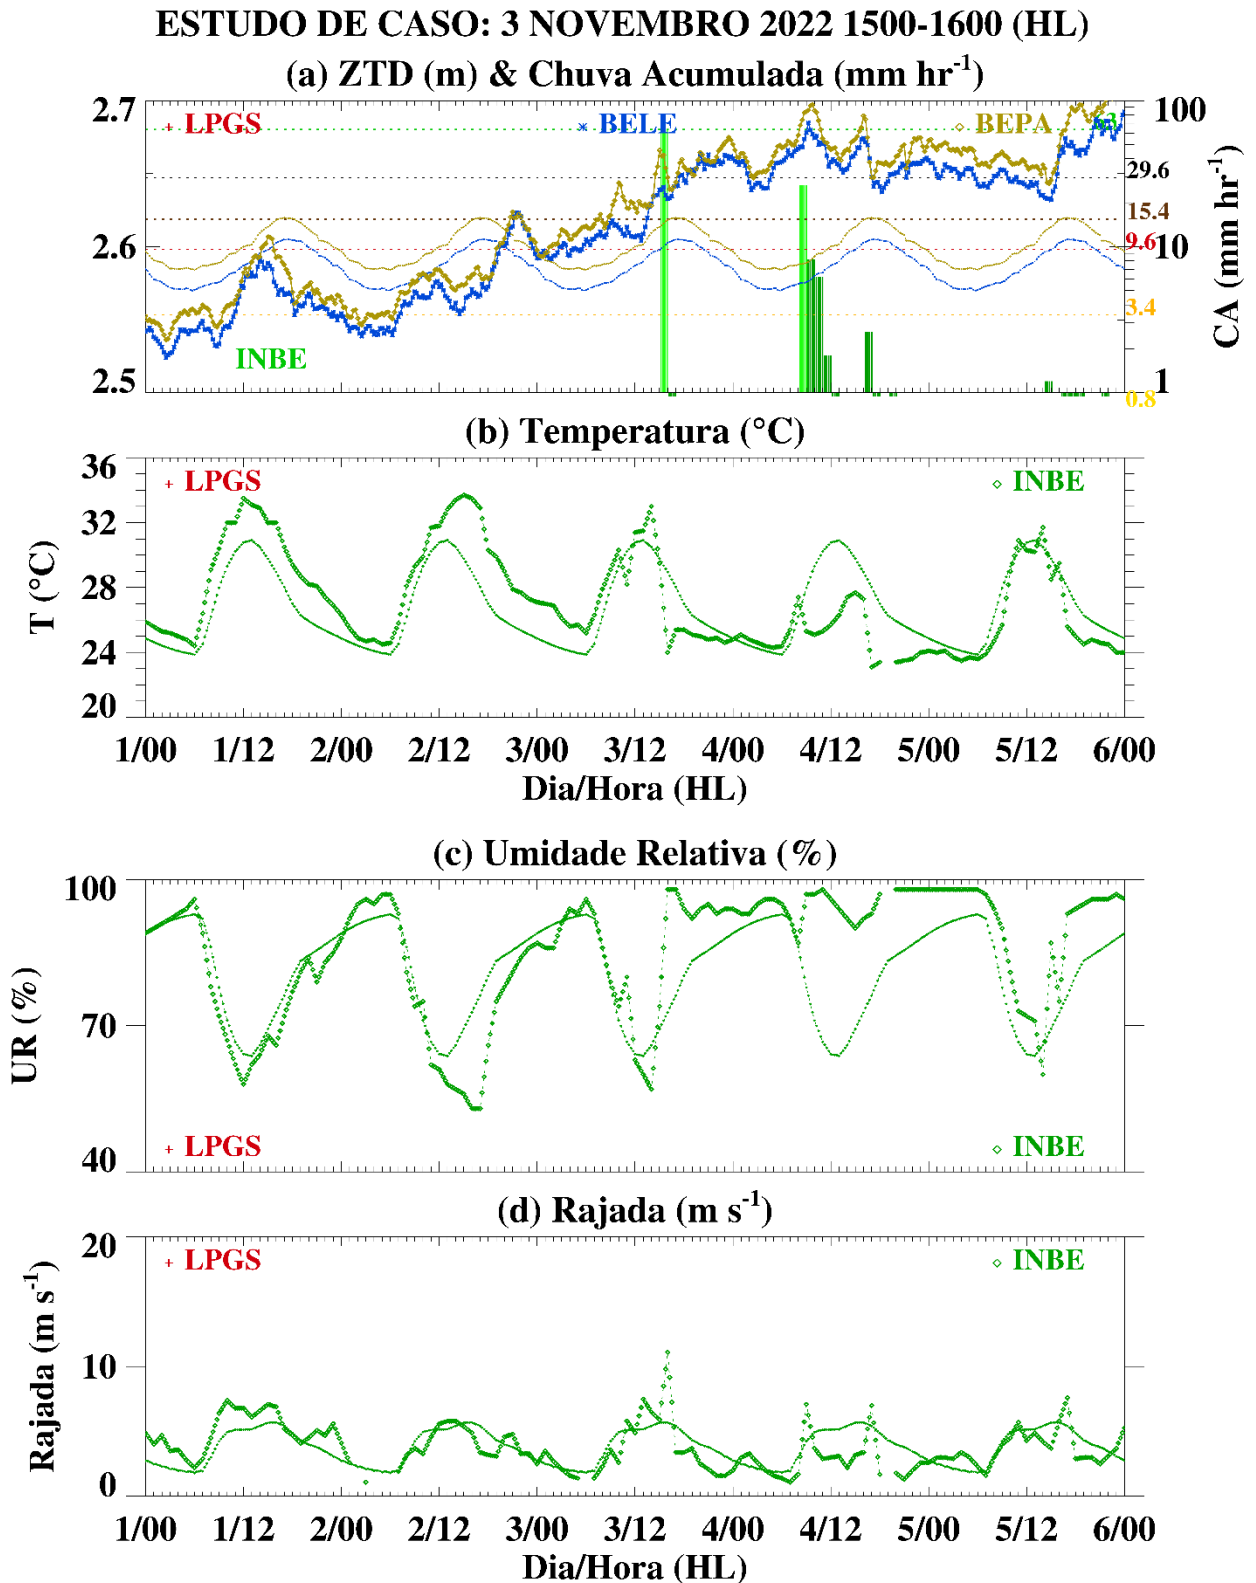 ESTUDO DE CASO: 3 NOVEMBRO 2022 1500-1600 (HL)
(a) ZTD (m) & Chuva Acumulada (mm hr⁻¹)
2.7
2.6
2.5
+ LPGS
BELE
BEPA
INBE
100
29.6
15.4
9.6
10
3.4
1
0.8
CA (mm hr⁻¹)
(b) Temperatura (°C)
T (°C)
36
32
28
24
20
+ LPGS
INBE
1/00 1/12 2/00 2/12 3/00 3/12 4/00 4/12 5/00 5/12 6/00
Dia/Hora (HL)
(c) Umidade Relativa (%)
UR (%)
100
70
40
+ LPGS
INBE
(d) Rajada (m s⁻¹)
Rajada (m s⁻¹)
20
10
0
+ LPGS
INBE
1/00 1/12 2/00 2/12 3/00 3/12 4/00 4/12 5/00 5/12 6/00
Dia/Hora (HL)